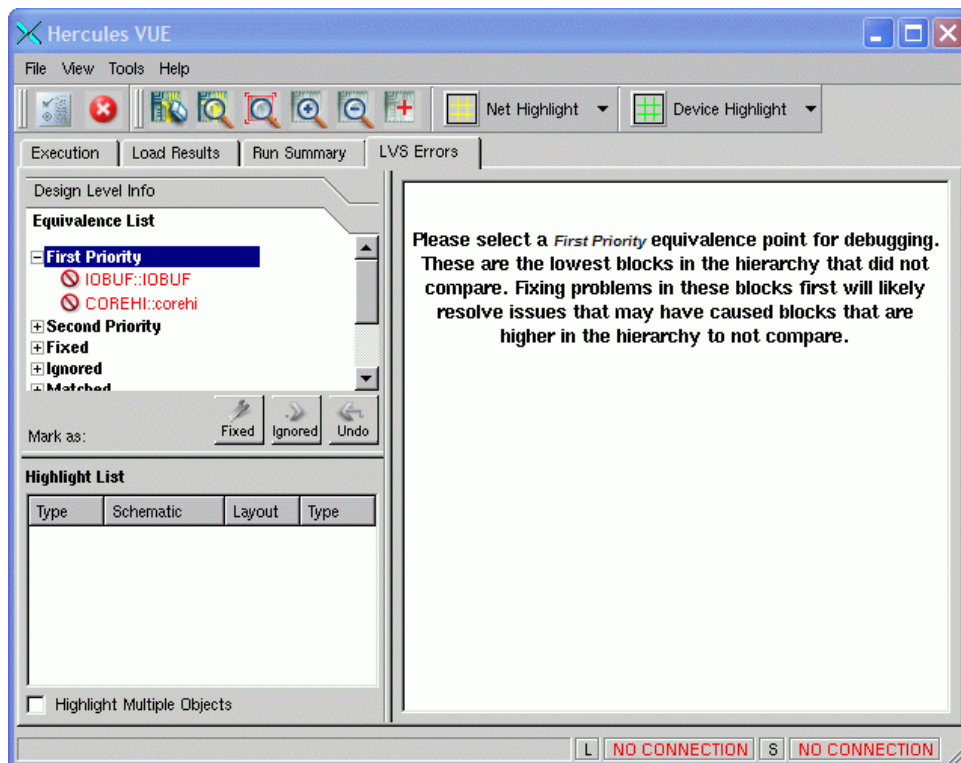 Hercules VUE
File View Tools Help
Net Highlight
Device Highlight
Execution
Load Results
Run Summary
LVS Errors
Design Level Info
Equivalence List
First Priority
IOBUF::IOBUF
COREHI::corehi
Second Priority
Fixed
Ignored
Matched
Mark as:
Fixed
Ignored
Undo
Highlight List
Type Schematic Layout Type
Highlight Multiple Objects
Please select a First Priority equivalence point for debugging.
These are the lowest blocks in the hierarchy that did not
compare. Fixing problems in these blocks first will likely
resolve issues that may have caused blocks that are
higher in the hierarchy to not compare.
L NO CONNECTION S NO CONNECTION